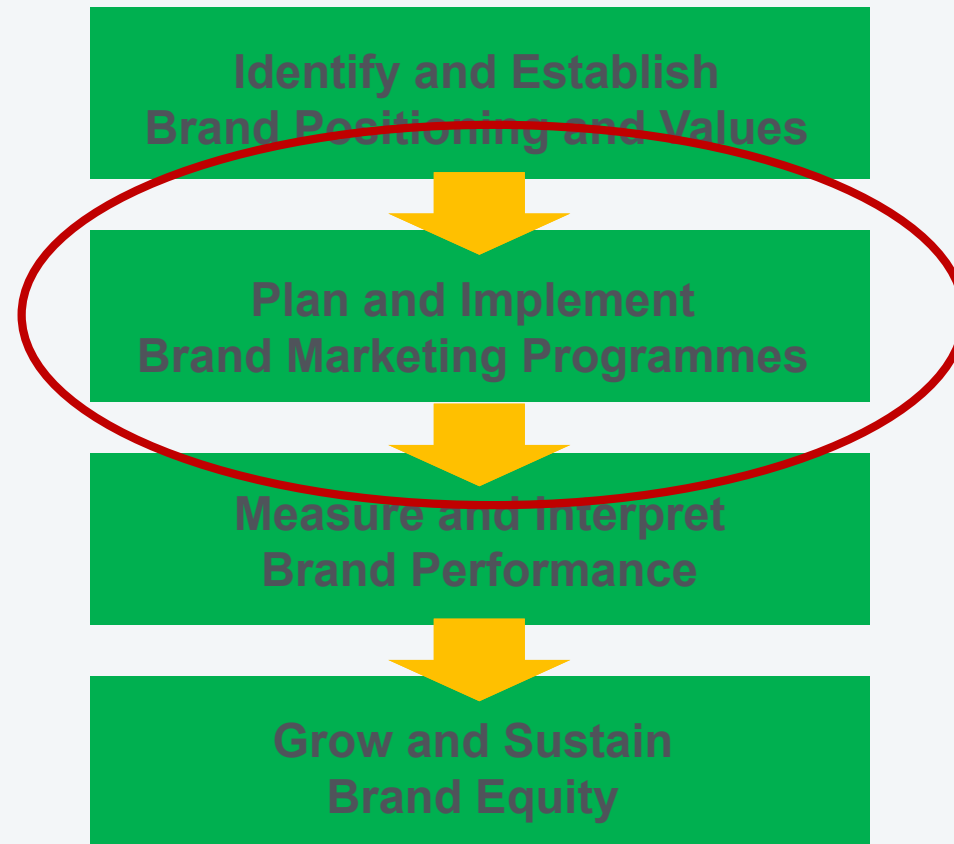 Identify and Establish
Brand Positioning and Values
Plan and Implement
Brand Marketing Programmes
Measure and Interpret
Brand Performance
Grow and Sustain
Brand Equity